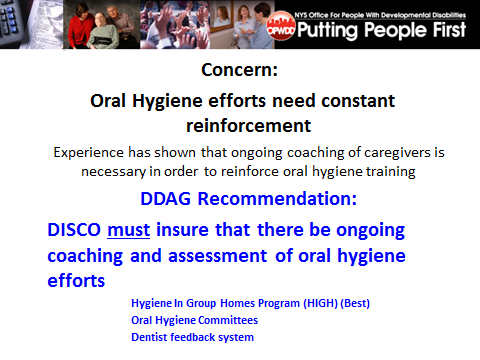 NYS Office For People With Developmental Disabilities
OPWDD
Putting People First
Concern:
Oral Hygiene efforts need constant
reinforcement
Experience has shown that ongoing coaching of caregivers is
necessary in order to reinforce oral hygiene training
DDAG Recommendation:
DISCO must insure that there be ongoing
coaching and assessment of oral hygiene
efforts
Hygiene In Group Homes Program (HIGH) (Best)
Oral Hygiene Committees
Dentist feedback system